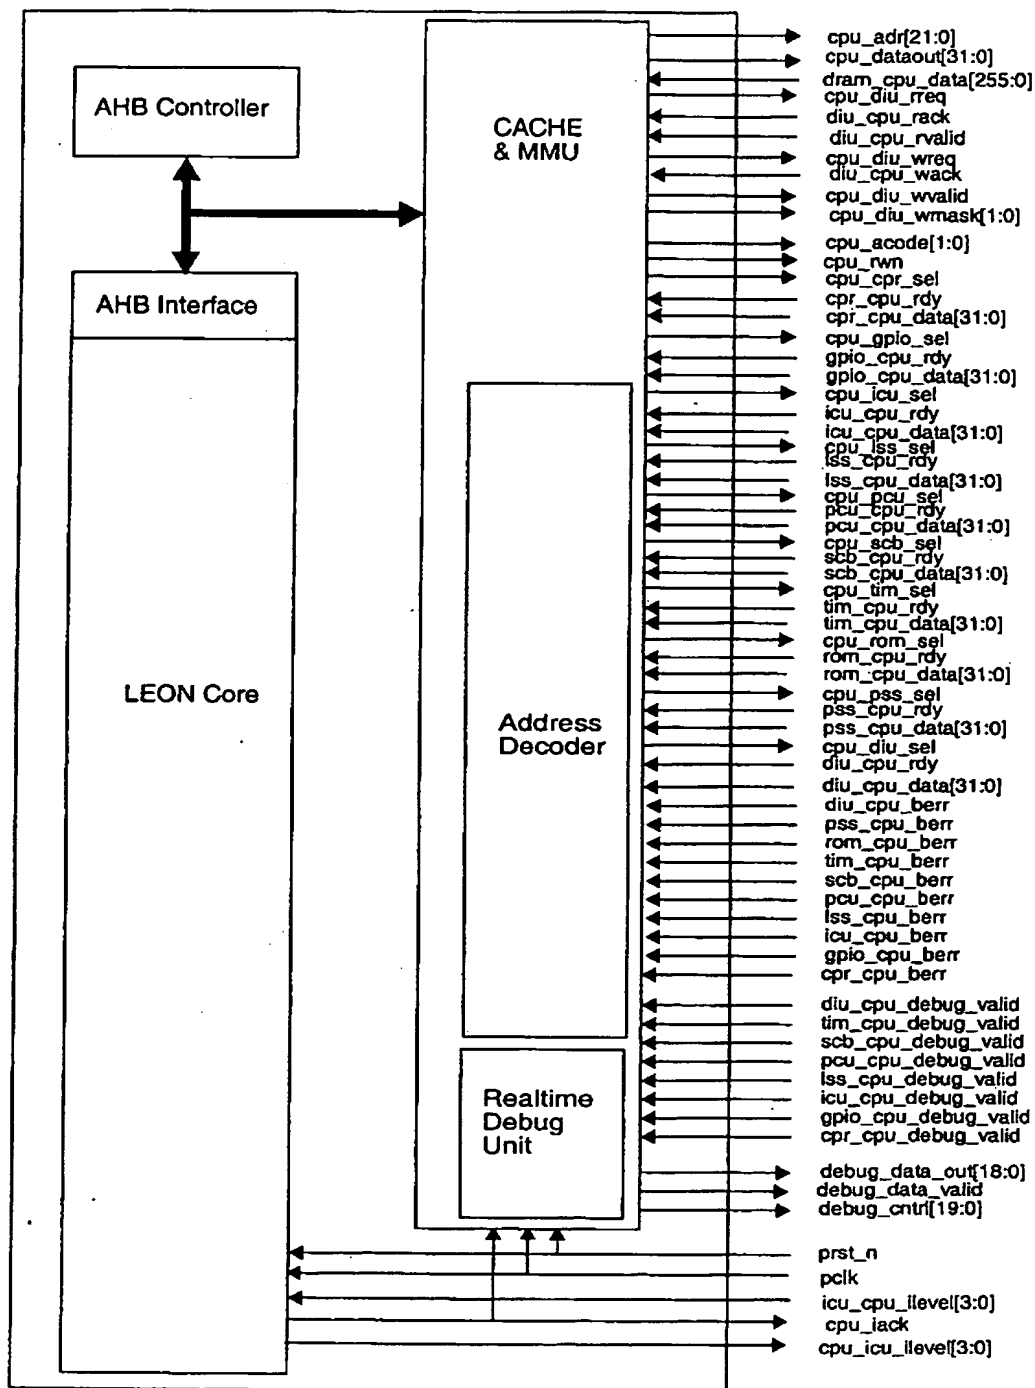 AHB Controller
CACHE
& MMU
AHB Interface
LEON Core
Address
Decoder
Realtime
Debug
Unit
cpu_adr[21:0]
cpu_dataout[31:0]
dram_cpu_data[255:0]
cpu_diu_rreq
diu_cpu_rack
diu_cpu_rvalid
cpu_diu_wreq
diu_cpu_wack
cpu_diu_wvalid
cpu_diu_wmask[1:0]
cpu_acode[1:0]
cpu_rwn
cpu_cpr_sel
cpr_cpu_rdy
cpr_cpu_data[31:0]
cpu_gpio_sel
gpio_cpu_rdy
gpio_cpu_data[31:0]
cpu_icu_sel
icu_cpu_rdy
icu_cpu_data[31:0]
cpu_lss_sel
lss_cpu_rdy
lss_cpu_data[31:0]
cpu_pcu_sel
pcu_cpu_rdy
pcu_cpu_data[31:0]
cpu_scb_sel
scb_cpu_rdy
scb_cpu_data[31:0]
cpu_tim_sel
tim_cpu_rdy
tim_cpu_data[31:0]
cpu_rom_sel
rom_cpu_rdy
rom_cpu_data[31:0]
cpu_pss_sel
pss_cpu_rdy
pss_cpu_data[31:0]
cpu_diu_sel
diu_cpu_rdy
diu_cpu_data[31:0]
diu_cpu_berr
pss_cpu_berr
rom_cpu_berr
tim_cpu_berr
scb_cpu_berr
pcu_cpu_berr
lss_cpu_berr
icu_cpu_berr
gpio_cpu_berr
cpr_cpu_berr
diu_cpu_debug_valid
tim_cpu_debug_valid
scb_cpu_debug_valid
pcu_cpu_debug_valid
lss_cpu_debug_valid
icu_cpu_debug_valid
gpio_cpu_debug_valid
cpr_cpu_debug_valid
debug_data_out[18:0]
debug_data_valid
debug_cntrl[19:0]
prst_n
pclk
icu_cpu_ilevel[3:0]
cpu_iack
cpu_icu_ilevel[3:0]